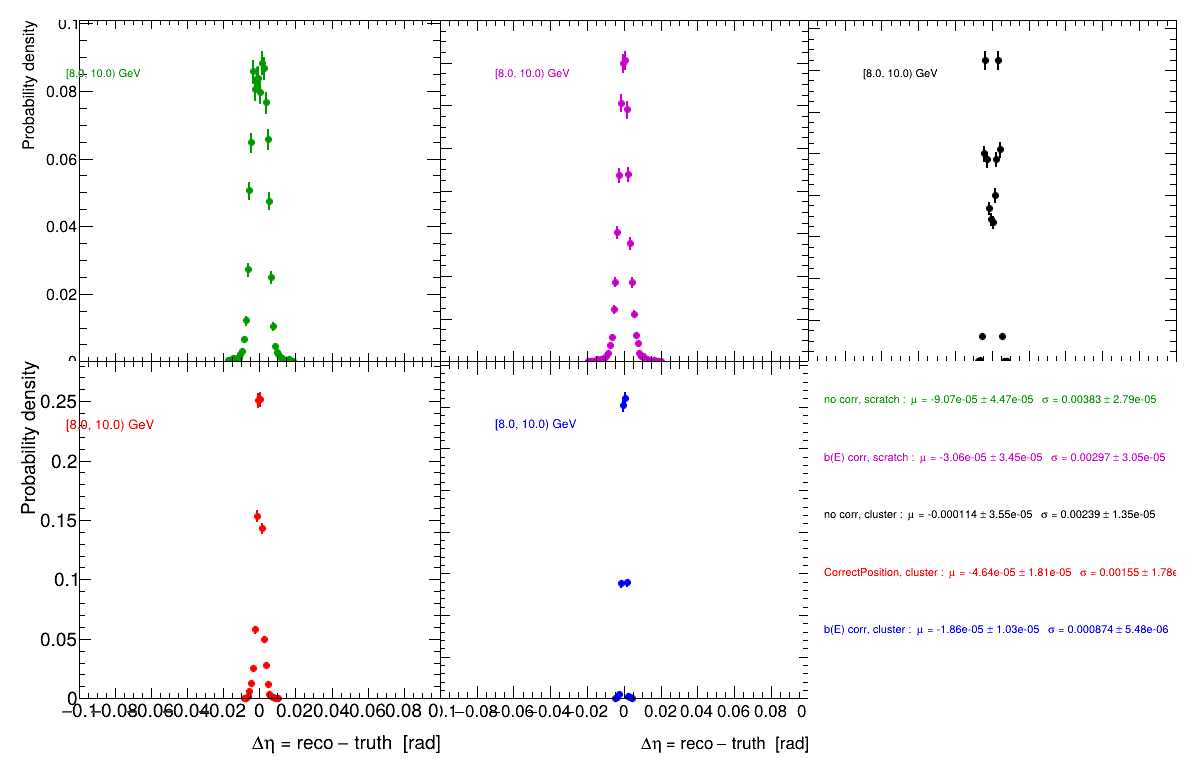 Probability density
0.1
0.08
0.06
0.04
0.02
0
[8.0, 10.0) GeV
[8.0, 10.0) GeV
[8.0, 10.0) GeV
Probability density
0.25
0.2
0.15
0.1
0.05
0
[8.0, 10.0) GeV
[8.0, 10.0) GeV
−0.1 −0.08 −0.06 −0.04 −0.02 0 0.02 0.04 0.06 0.08 0.1
−0.08 −0.06 −0.04 −0.02 0 0.02 0.04 0.06 0.08 0
Δη = reco − truth [rad]
Δη = reco − truth [rad]
no corr, scratch : μ = -9.07e-05 ± 4.47e-05 σ = 0.00383 ± 2.79e-05
b(E) corr, scratch : μ = -3.06e-05 ± 3.45e-05 σ = 0.00297 ± 3.05e-05
no corr, cluster : μ = -0.000114 ± 3.55e-05 σ = 0.00239 ± 1.35e-05
CorrectPosition, cluster : μ = -4.64e-05 ± 1.81e-05 σ = 0.00155 ± 1.78e
b(E) corr, cluster : μ = -1.86e-05 ± 1.03e-05 σ = 0.000874 ± 5.48e-06